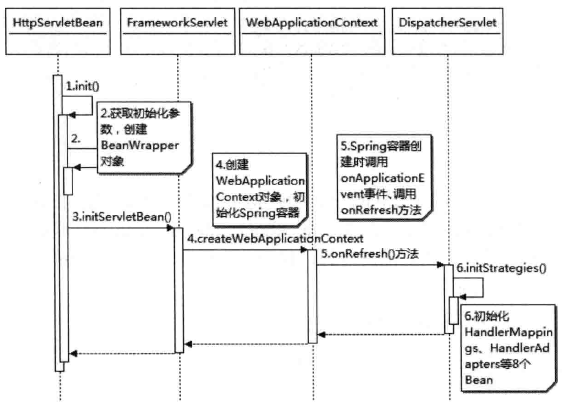 HttpServletBean
FrameworkServlet
WebApplicationContext
DispatcherServlet
1.init()
2.获取初始化参
数，创建
BeanWrapper
对象
2.
4.创建
WebApplication
Context对象，初
始化Spring容器
5.Spring容器创
建时调用
onApplicationE
vent事件、调用
onRefresh方法
3.initServletBean()
4.createWebApplicationContext
5.onRefresh()方法
6.initStrategies()
6.初始化
HandlerMappin
gs、HandlerAd
apters等8个
Bean